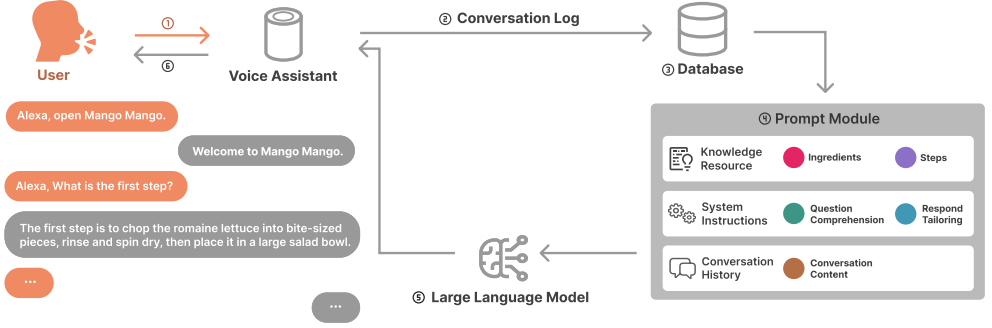 ①
⑥
User
Voice Assistant
② Conversation Log
③ Database
Alexa, open Mango Mango.
Welcome to Mango Mango.
Alexa, What is the first step?
The first step is to chop the romaine lettuce into bite-sized
pieces, rinse and spin dry, then place it in a large salad bowl.
...
...
④ Prompt Module
Knowledge
Resource
Ingredients
Steps
System
Instructions
Question
Comprehension
Respond
Tailoring
Conversation
History
Conversation
Content
⑤ Large Language Model